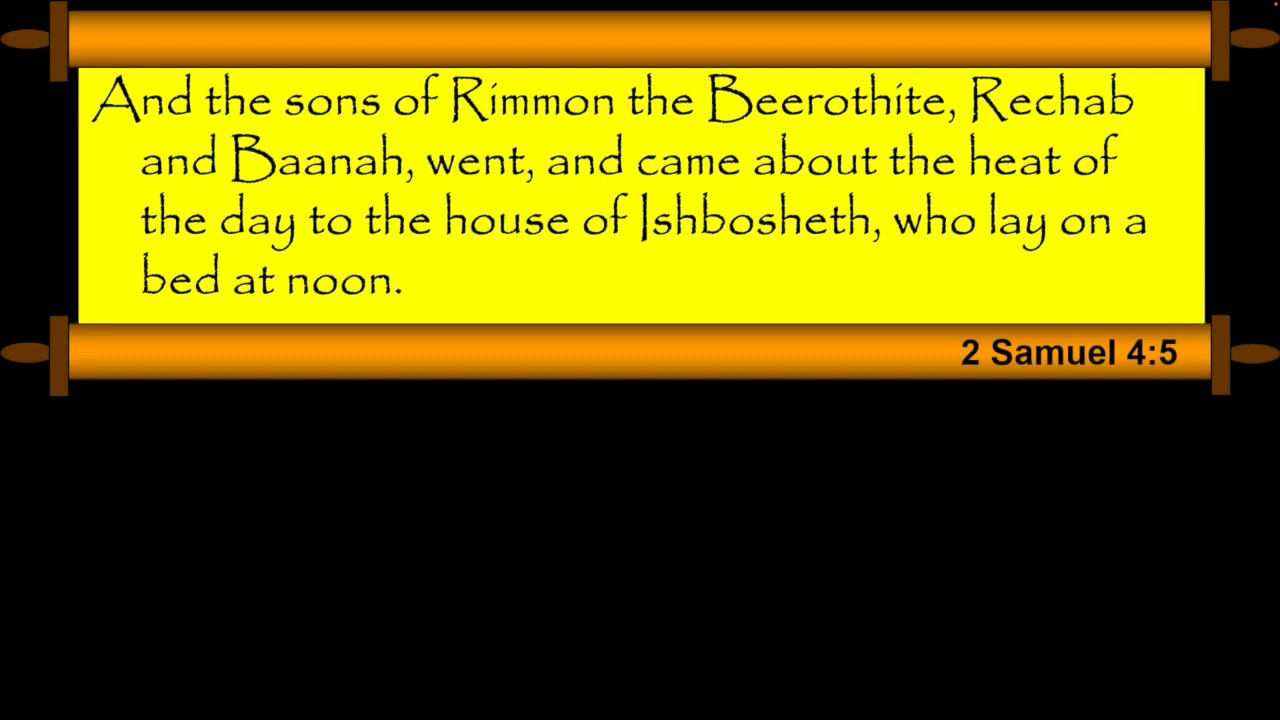 And the sons of Rimmon the Beerothite, Rechab
and Baanah, went, and came about the heat of
the day to the house of Ishbosheth, who lay on a
bed at noon.
2 Samuel 4:5